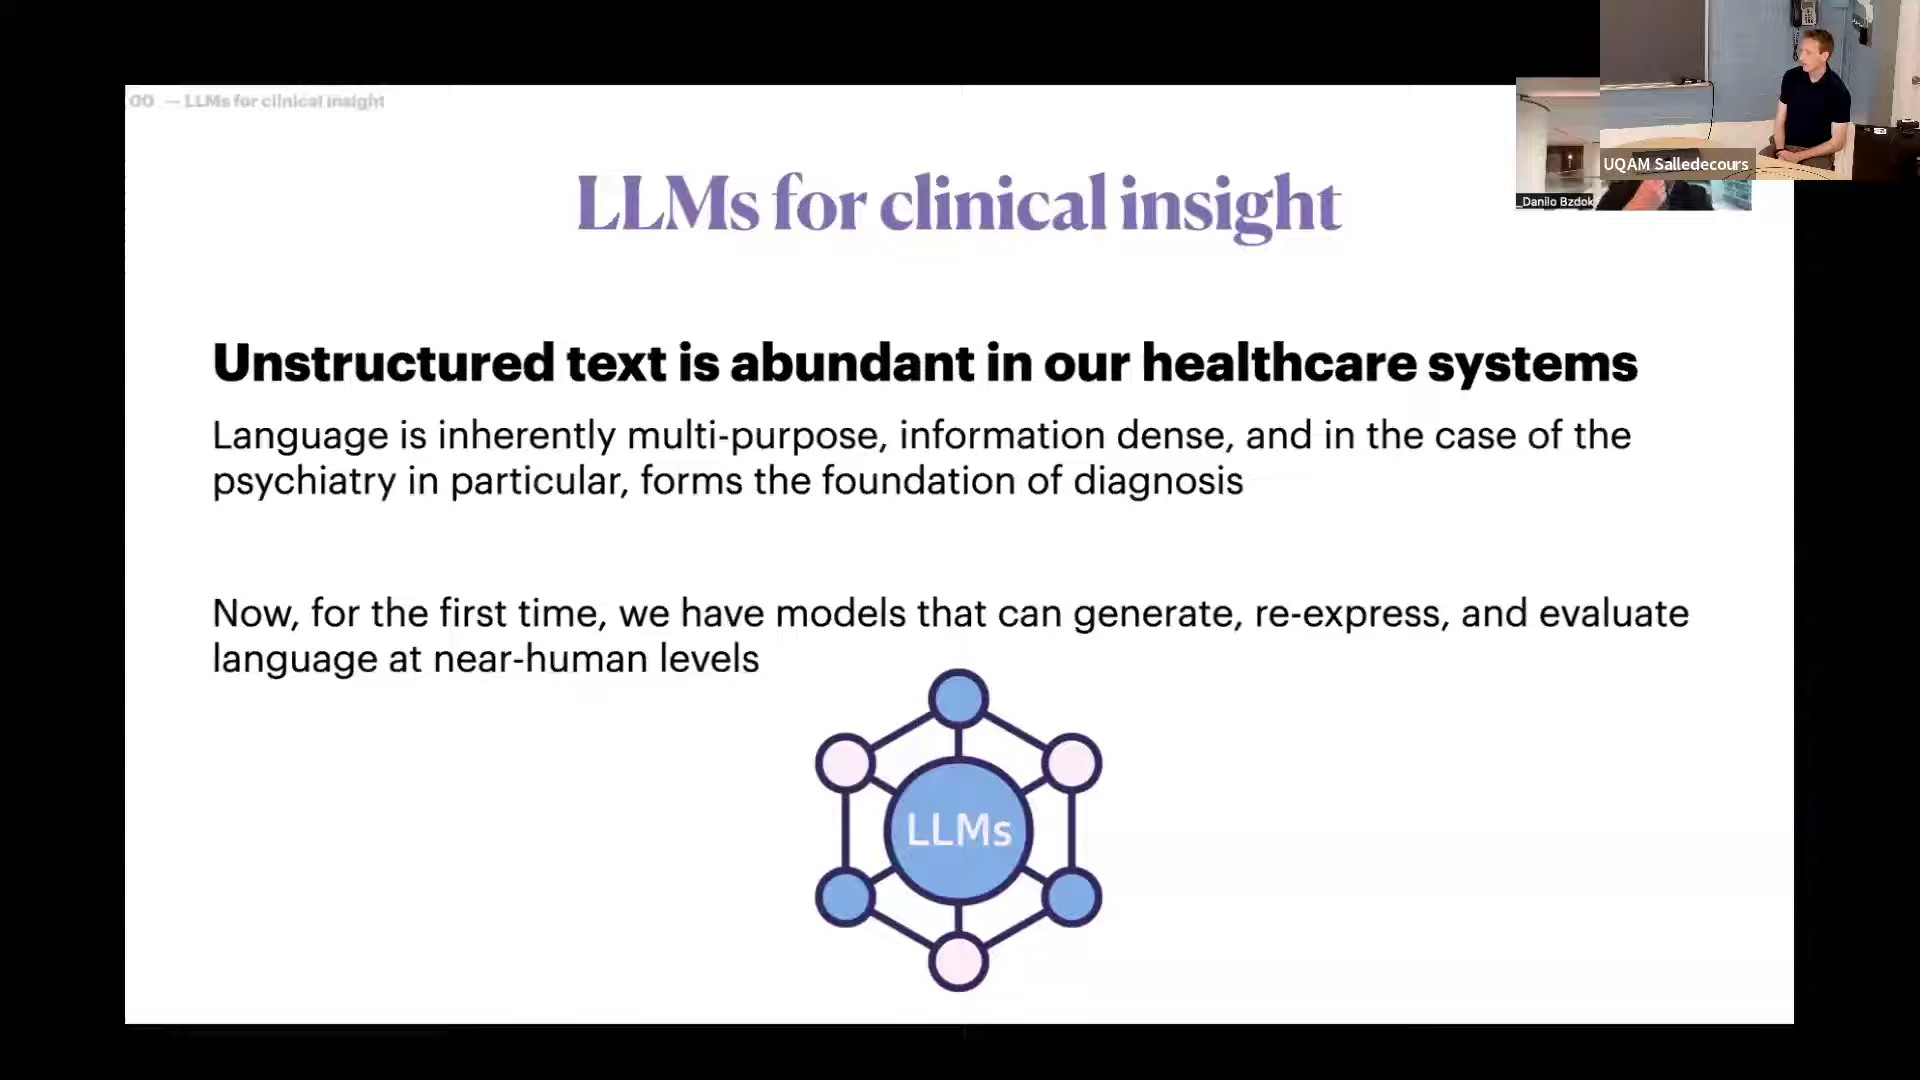 00 — LLMs for clinical insight
LLMs for clinical insight
UQAM Salledecours
_Danilo Bzdok
Unstructured text is abundant in our healthcare systems
Language is inherently multi-purpose, information dense, and in the case of the
psychiatry in particular, forms the foundation of diagnosis
Now, for the first time, we have models that can generate, re-express, and evaluate
language at near-human levels
LLMs